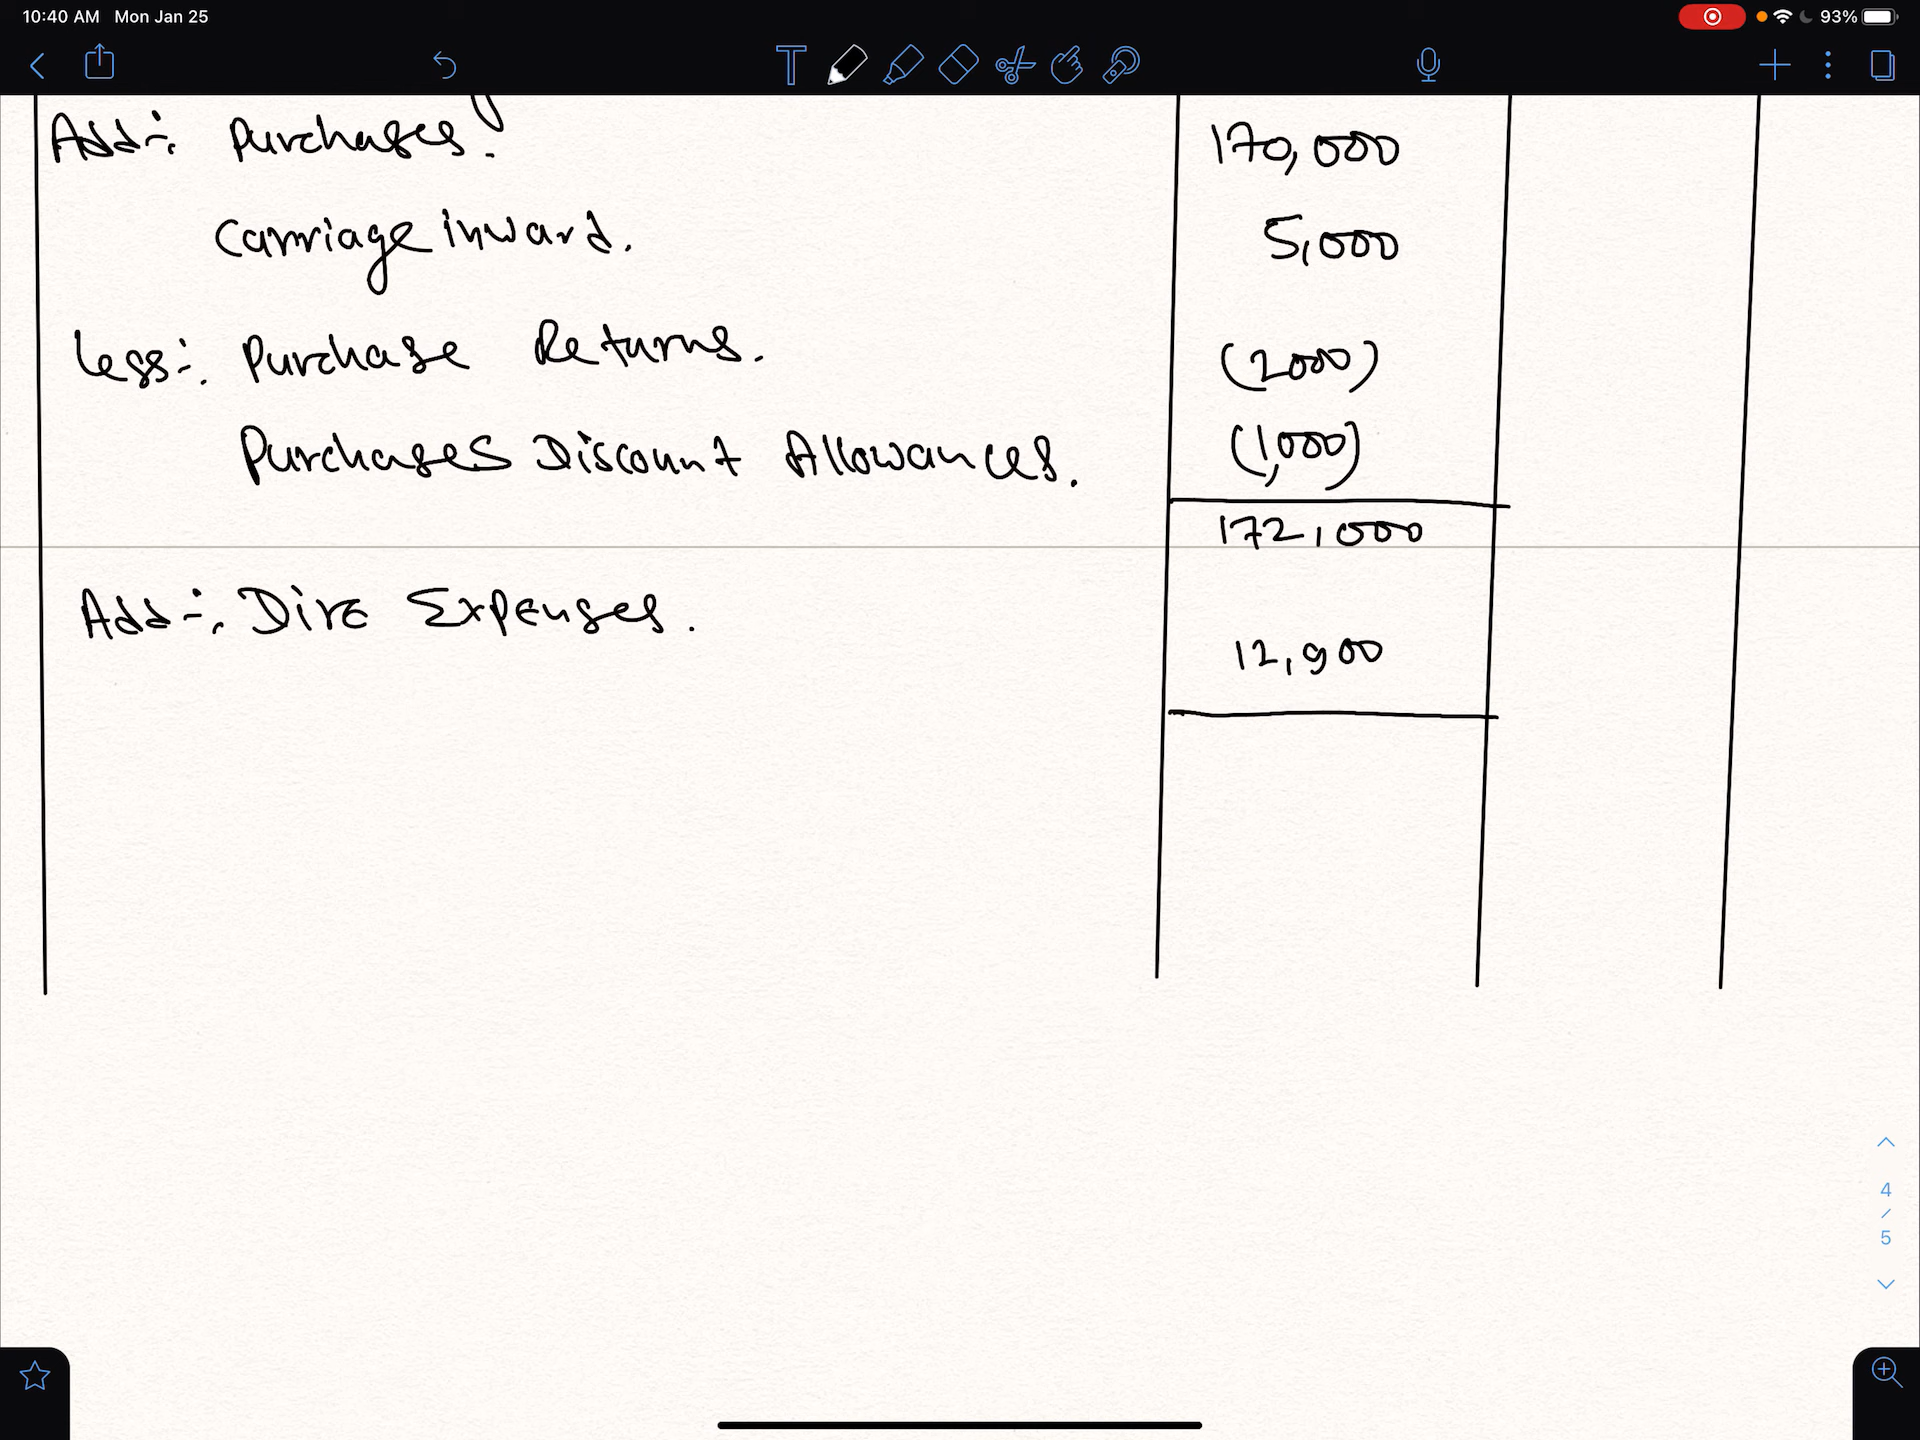 10:40 AM Mon Jan 25
93%
Add:- Purchases.
170,000
Carriage inward.
5,000
Less:- Purchase Returns.
(2000)
Purchases Discount Allowances.
(1,000)
172,000
Add:- Dire Expenses.
12,900
4
/
5